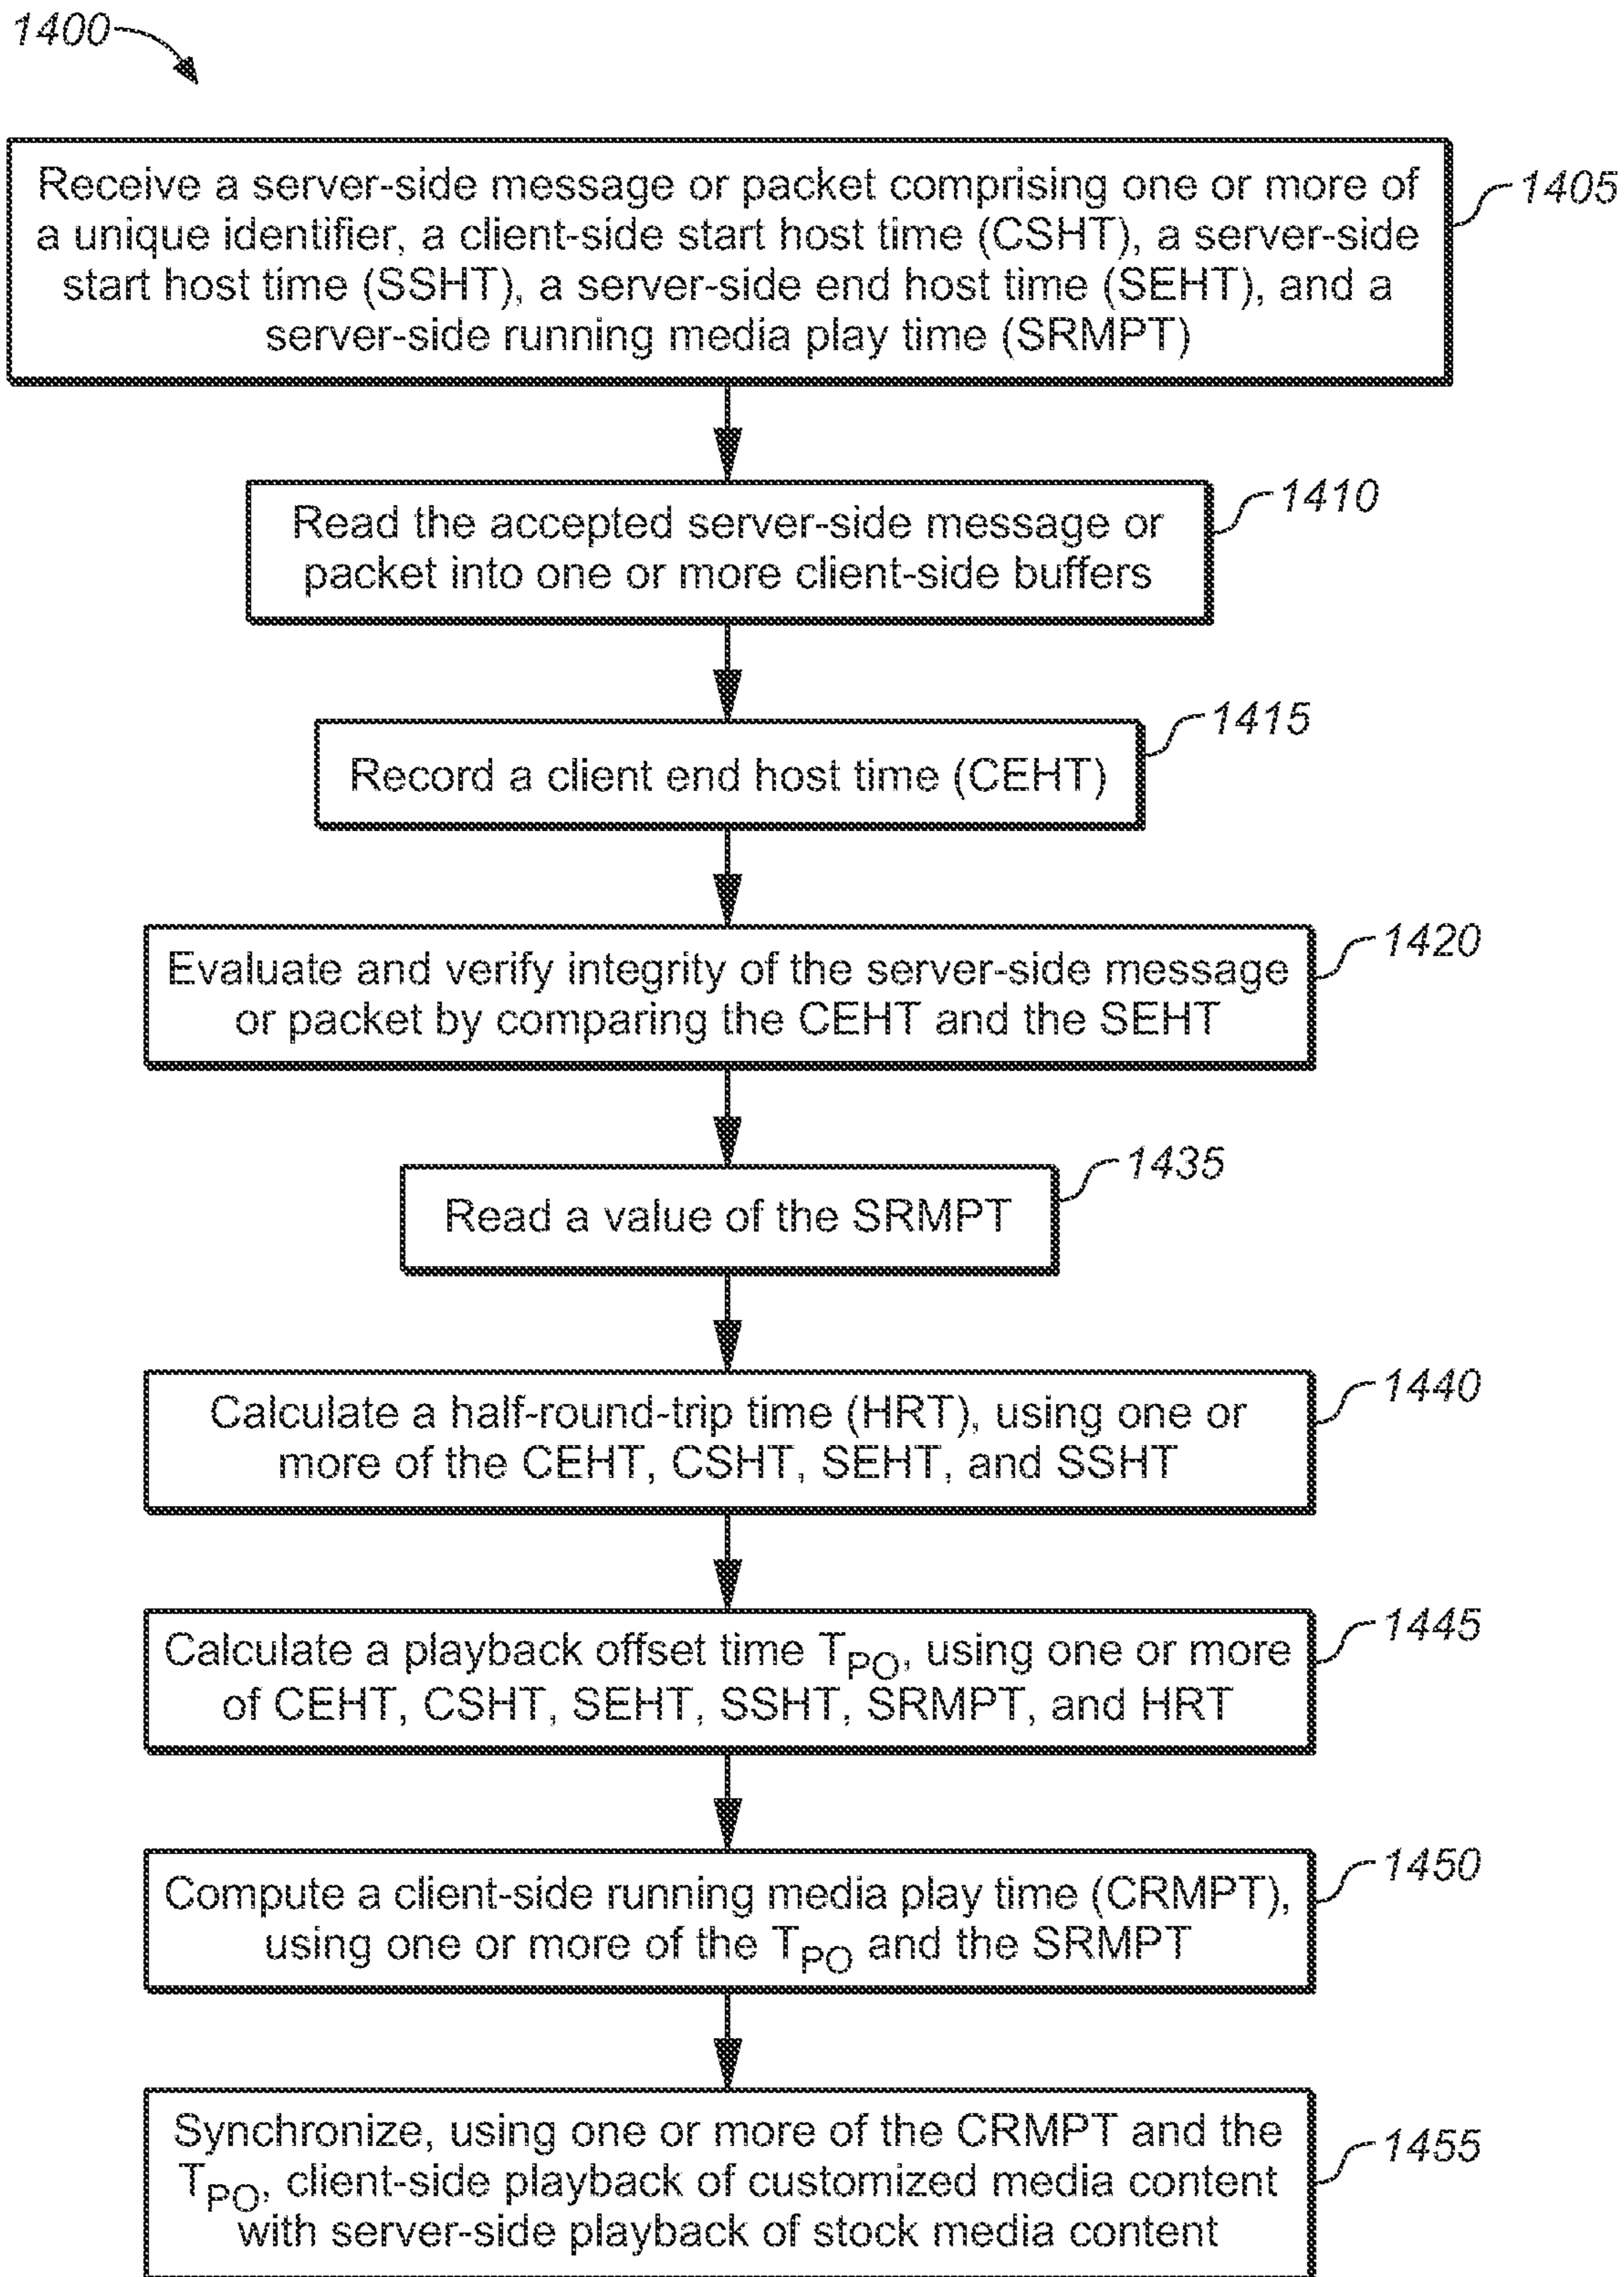 1400
Receive a server-side message or packet comprising one or more of
a unique identifier, a client-side start host time (CSHT), a server-side
start host time (SSHT), a server-side end host time (SEHT), and a
server-side running media play time (SRMPT)
1405
Read the accepted server-side message or
packet into one or more client-side buffers
1410
Record a client end host time (CEHT)
1415
Evaluate and verify integrity of the server-side message
or packet by comparing the CEHT and the SEHT
1420
Read a value of the SRMPT
1435
Calculate a half-round-trip time (HRT), using one or
more of the CEHT, CSHT, SEHT, and SSHT
1440
Calculate a playback offset time TPO, using one or more
of CEHT, CSHT, SEHT, SSHT, SRMPT, and HRT
1445
Compute a client-side running media play time (CRMPT),
using one or more of the TPO and the SRMPT
1450
Synchronize, using one or more of the CRMPT and the
TPO, client-side playback of customized media content
with server-side playback of stock media content
1455